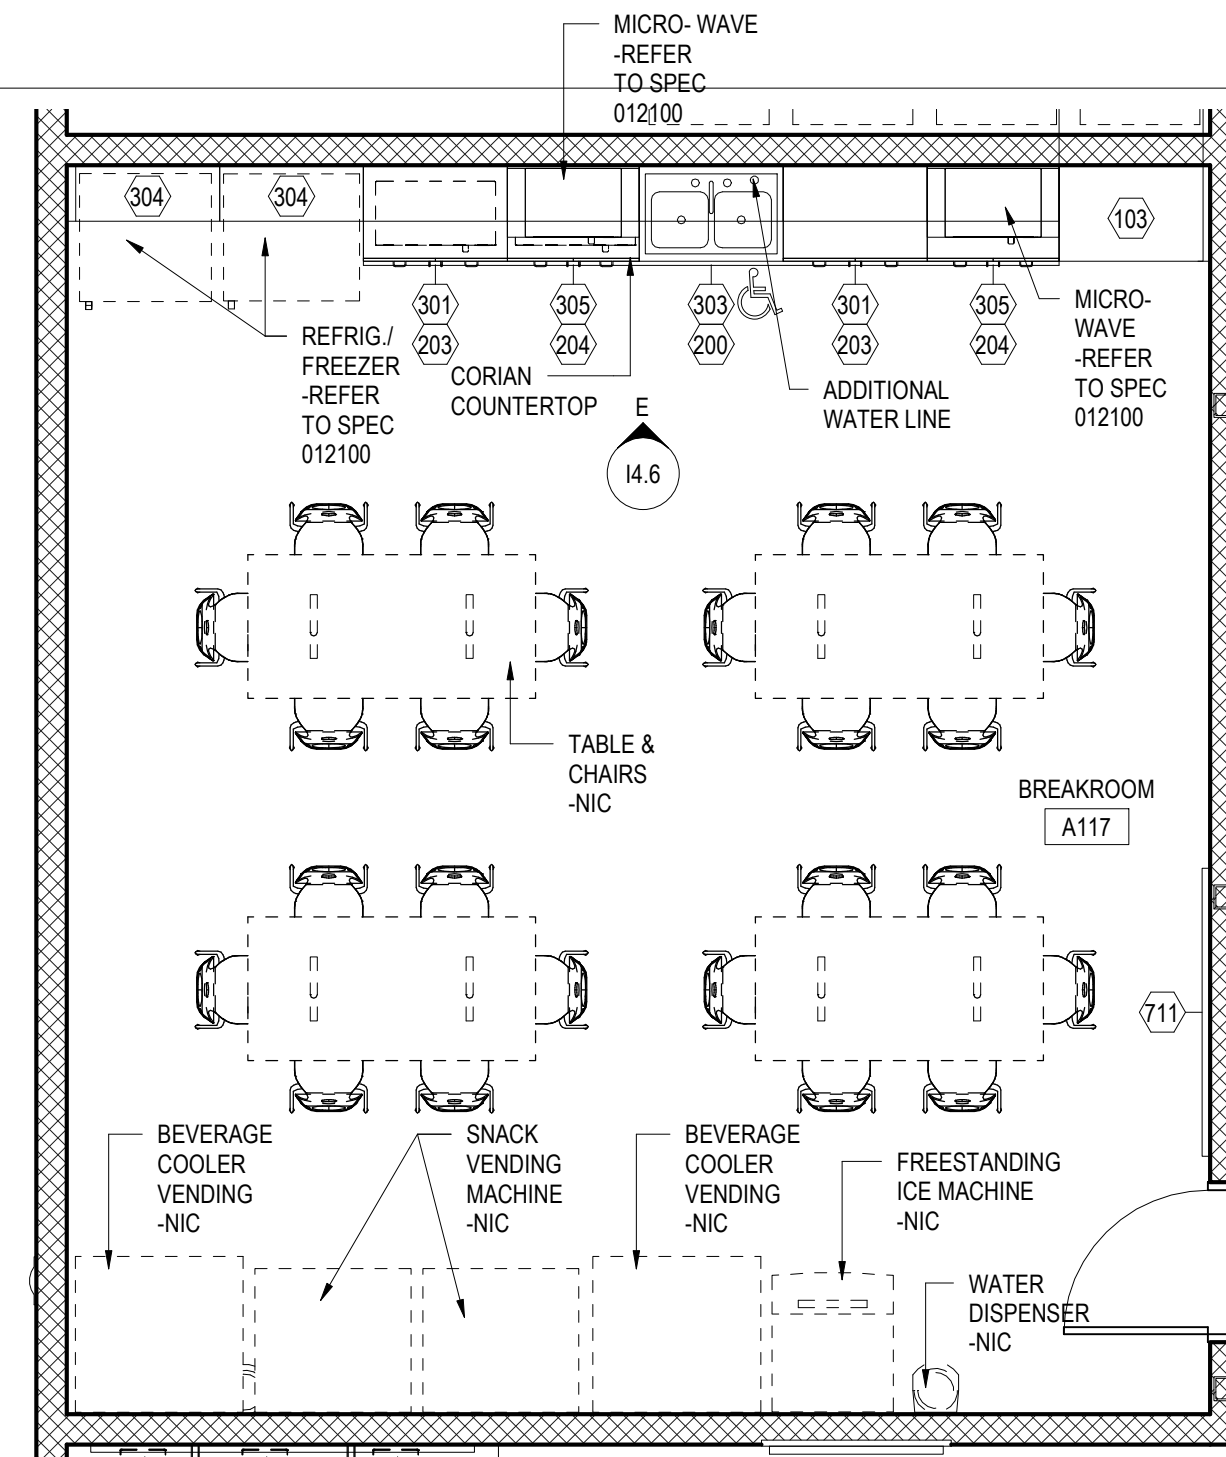 MICRO- WAVE
-REFER
TO SPEC
012100
304
304
103
301
203
305
204
303
200
301
203
305
204
REFRIG./
FREEZER
-REFER
TO SPEC
012100
CORIAN
COUNTERTOP
ADDITIONAL
WATER LINE
MICRO-
WAVE
-REFER
TO SPEC
012100
E
I4.6
TABLE &
CHAIRS
-NIC
BREAKROOM
A117
711
BEVERAGE
COOLER
VENDING
-NIC
SNACK
VENDING
MACHINE
-NIC
BEVERAGE
COOLER
VENDING
-NIC
FREESTANDING
ICE MACHINE
-NIC
WATER
DISPENSER
-NIC